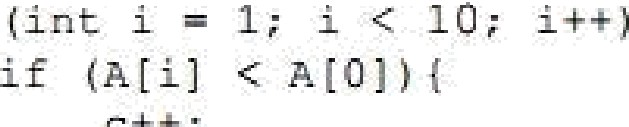 (int i = 1; i < 10; i++)
if (A[i] < A[0]){
c++;